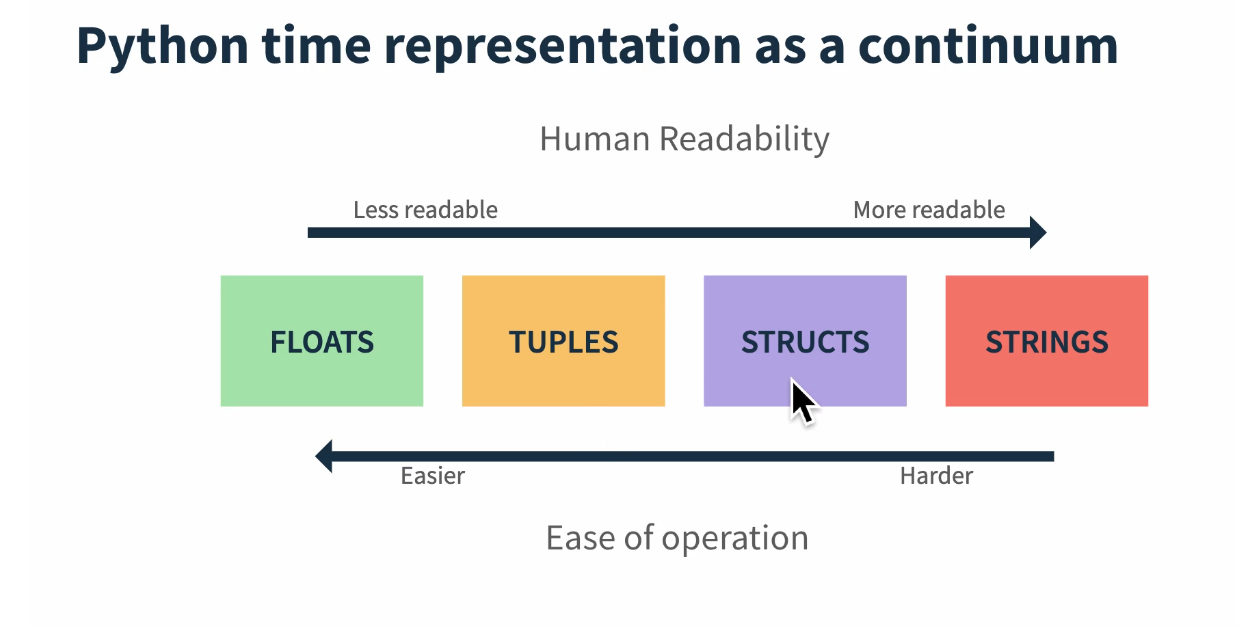 Python time representation as a continuum
Human Readability
Less readable More readable
FLOATS TUPLES STRUCTS STRINGS
Easier Harder
Ease of operation